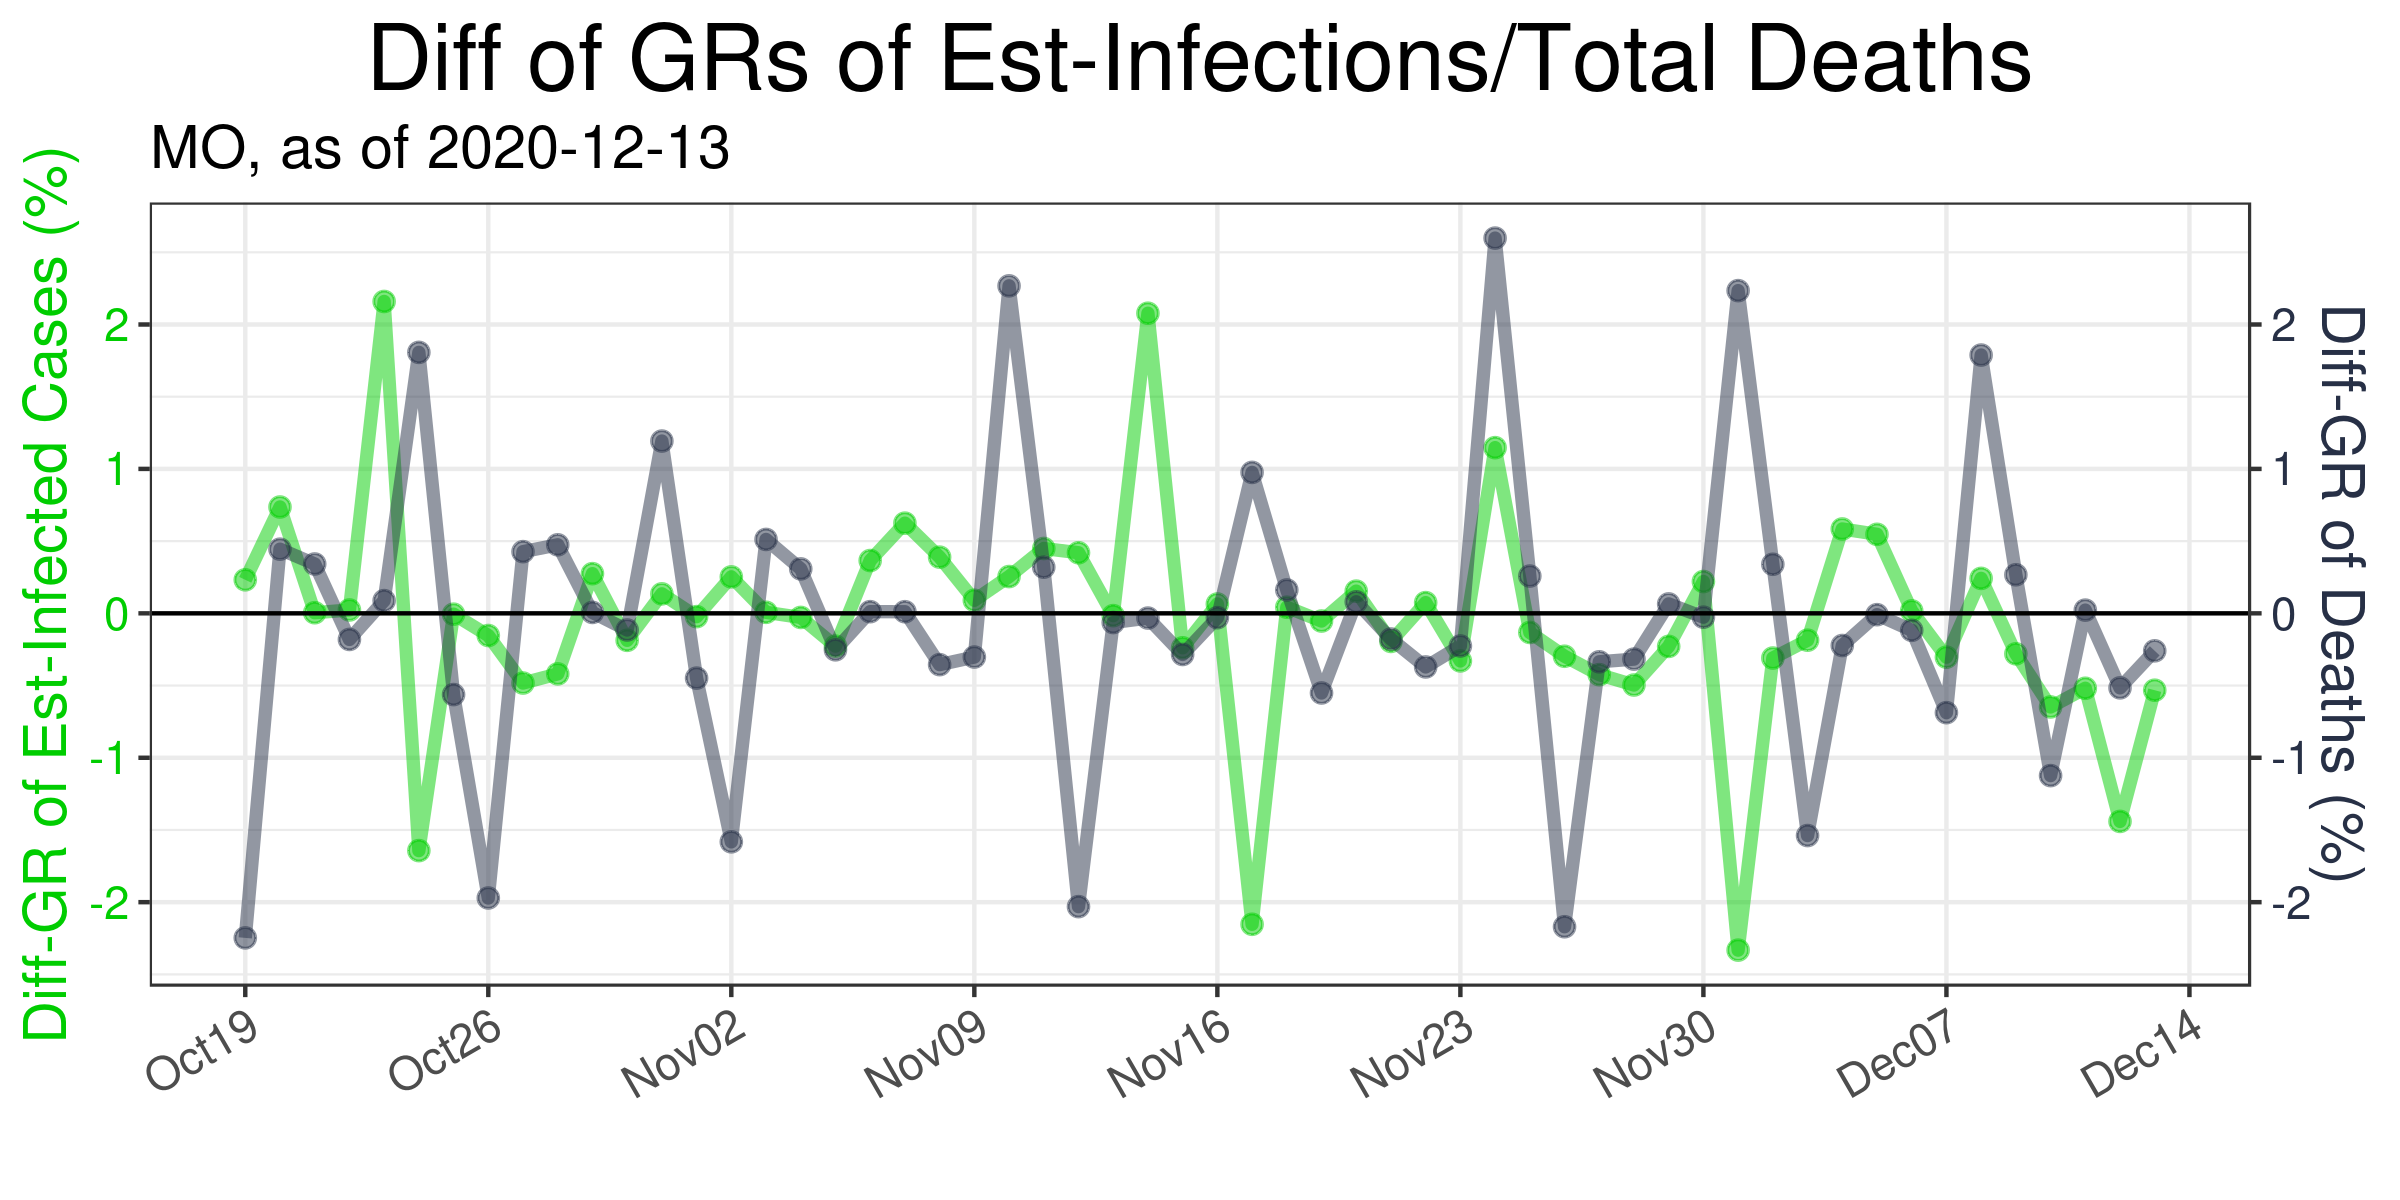 Diff of GRs of Est-Infections/Total Deaths
MO, as of 2020-12-13
Diff-GR of Est-Infected Cases (%)
2
1
0
-1
-2
2
1
0
-1
-2
Diff-GR of Deaths (%)
Oct19
Oct26
Nov02
Nov09
Nov16
Nov23
Nov30
Dec07
Dec14